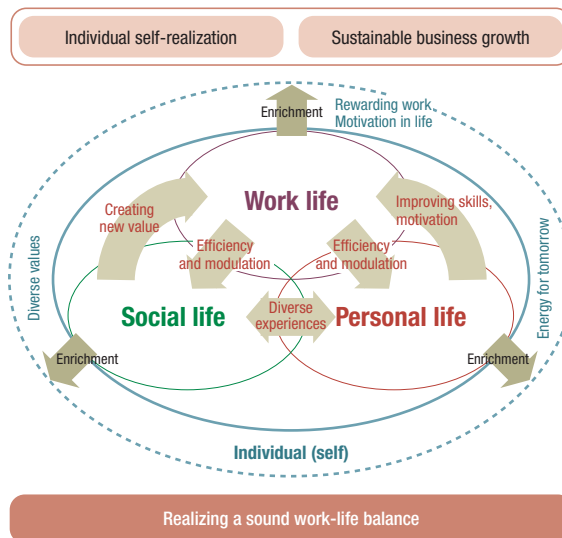 Individual self-realization
Sustainable business growth
Enrichment
Rewarding work
Motivation in life
Work life
Creating
new value
Improving skills,
motivation
Efficiency
and modulation
Efficiency
and modulation
Diverse values
Energy for tomorrow
Social life
Diverse
experiences
Personal life
Enrichment
Enrichment
Individual (self)
Realizing a sound work-life balance